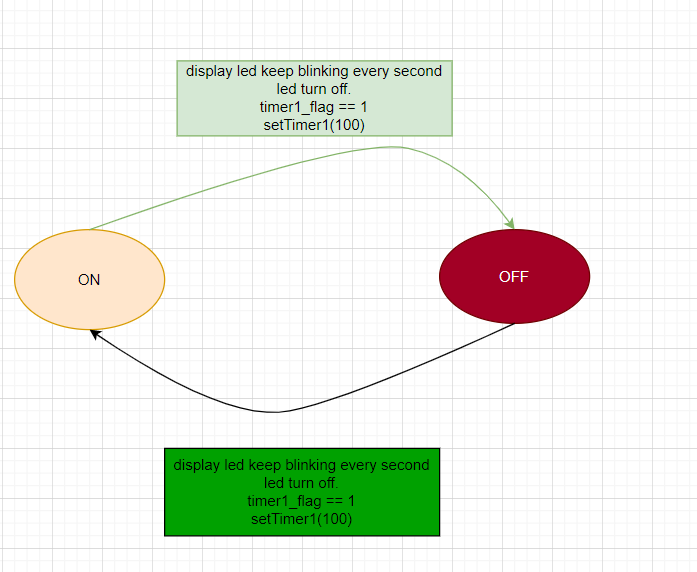 display led keep blinking every second
led turn off.
timer1_flag == 1
setTimer1(100)
ON
OFF
display led keep blinking every second
led turn off.
timer1_flag == 1
setTimer1(100)